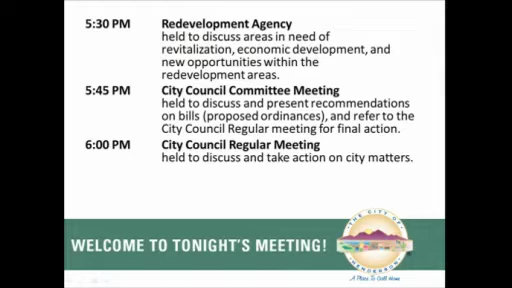 5:30 PM Redevelopment Agency
held to discuss areas in need of
revitalization, economic development, and
new opportunities within the
redevelopment areas.
5:45 PM City Council Committee Meeting
held to discuss and present recommendations
on bills (proposed ordinances), and refer to the
City Council Regular meeting for final action.
6:00 PM City Council Regular Meeting
held to discuss and take action on city matters.
WELCOME TO TONIGHT'S MEETING!
THE CITY OF
HENDERSON
A Place To Call Home